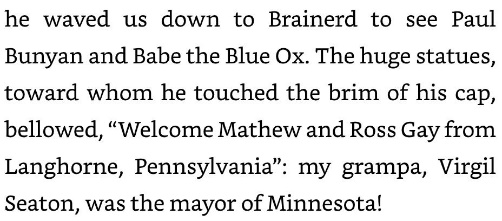 he waved us down to Brainerd to see Paul
Bunyan and Babe the Blue Ox. The huge statues,
toward whom he touched the brim of his cap,
bellowed, “Welcome Mathew and Ross Gay from
Langhorne, Pennsylvania”: my grampa, Virgil
Seaton, was the mayor of Minnesota!